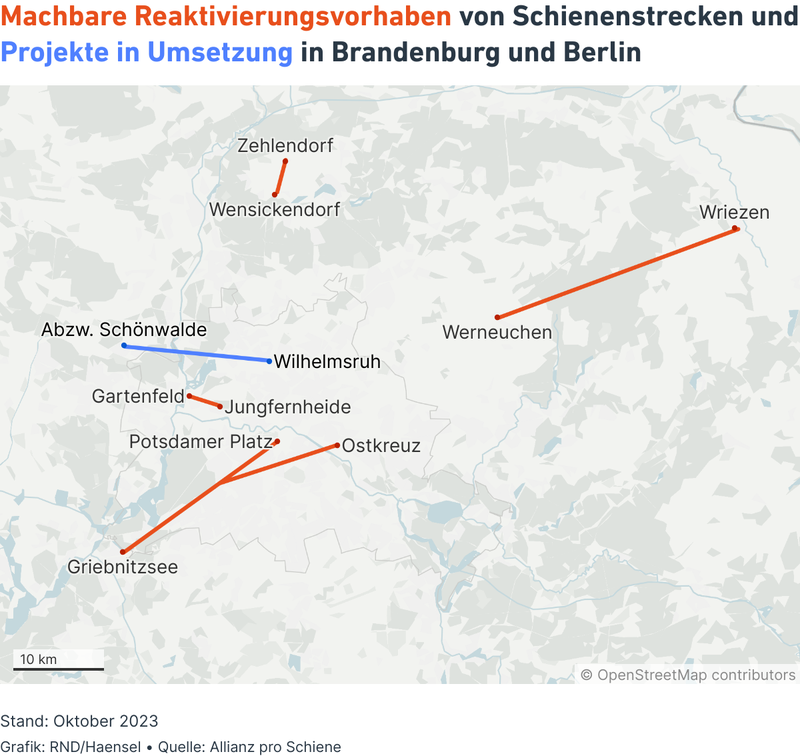 Machbare Reaktivierungsvorhaben von Schienenstrecken und
Projekte in Umsetzung in Brandenburg und Berlin
Zehlendorf
Wensickendorf
Wriezen
Werneuchen
Abzw. Schönwalde
Wilhelmsruh
Gartenfeld
Jungfernheide
Potsdamer Platz
Ostkreuz
Griebnitzsee
10 km
© OpenStreetMap contributors
Stand: Oktober 2023
Grafik: RND/Haensel • Quelle: Allianz pro Schiene